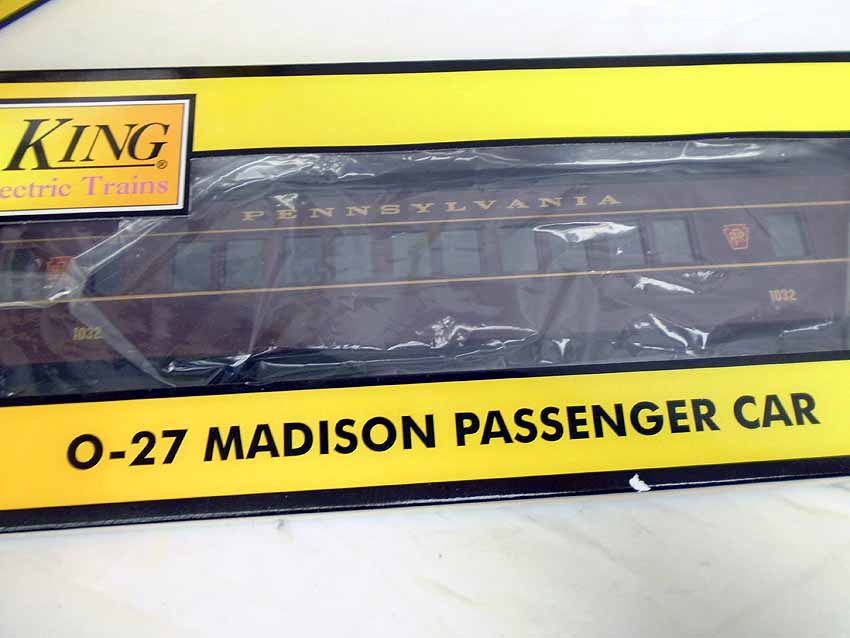 KING®
ectric Trains
PENNSYLVANIA
1032
1032
O-27 MADISON PASSENGER CAR